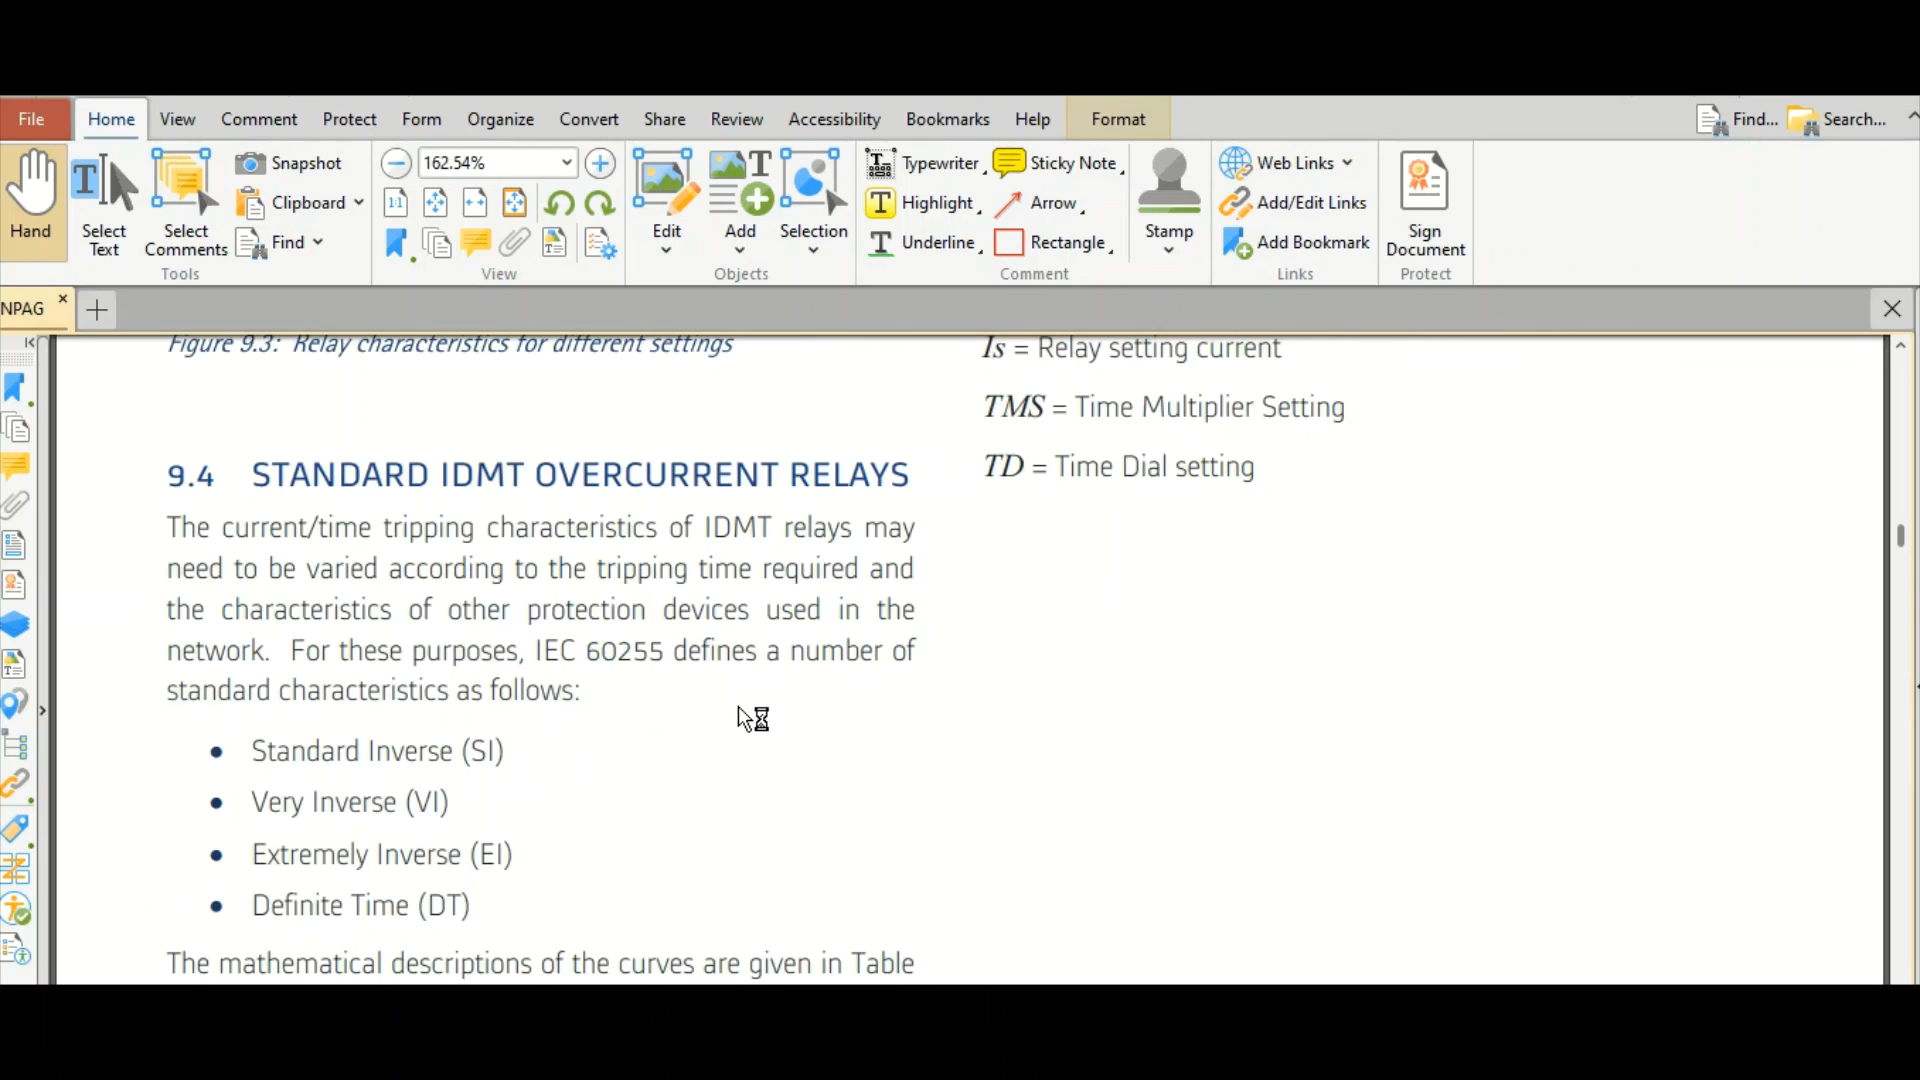 File Home View Comment Protect Form Organize Convert Share Review Accessibility Bookmarks Help Format Find... Search...
Hand
Select Text
Select Comments
Snapshot
Clipboard
Find
Tools
162.54%
1:1
View
Edit
Add
Selection
Objects
Typewriter
Highlight
Underline
Sticky Note
Arrow
Rectangle
Comment
Stamp
Web Links
Add/Edit Links
Add Bookmark
Links
Sign Document
Protect
NPAG
Figure 9.3: Relay characteristics for different settings
9.4 STANDARD IDMT OVERCURRENT RELAYS
The current/time tripping characteristics of IDMT relays may
need to be varied according to the tripping time required and
the characteristics of other protection devices used in the
network. For these purposes, IEC 60255 defines a number of
standard characteristics as follows:
• Standard Inverse (SI)
• Very Inverse (VI)
• Extremely Inverse (EI)
• Definite Time (DT)
The mathematical descriptions of the curves are given in Table
Is = Relay setting current
TMS = Time Multiplier Setting
TD = Time Dial setting